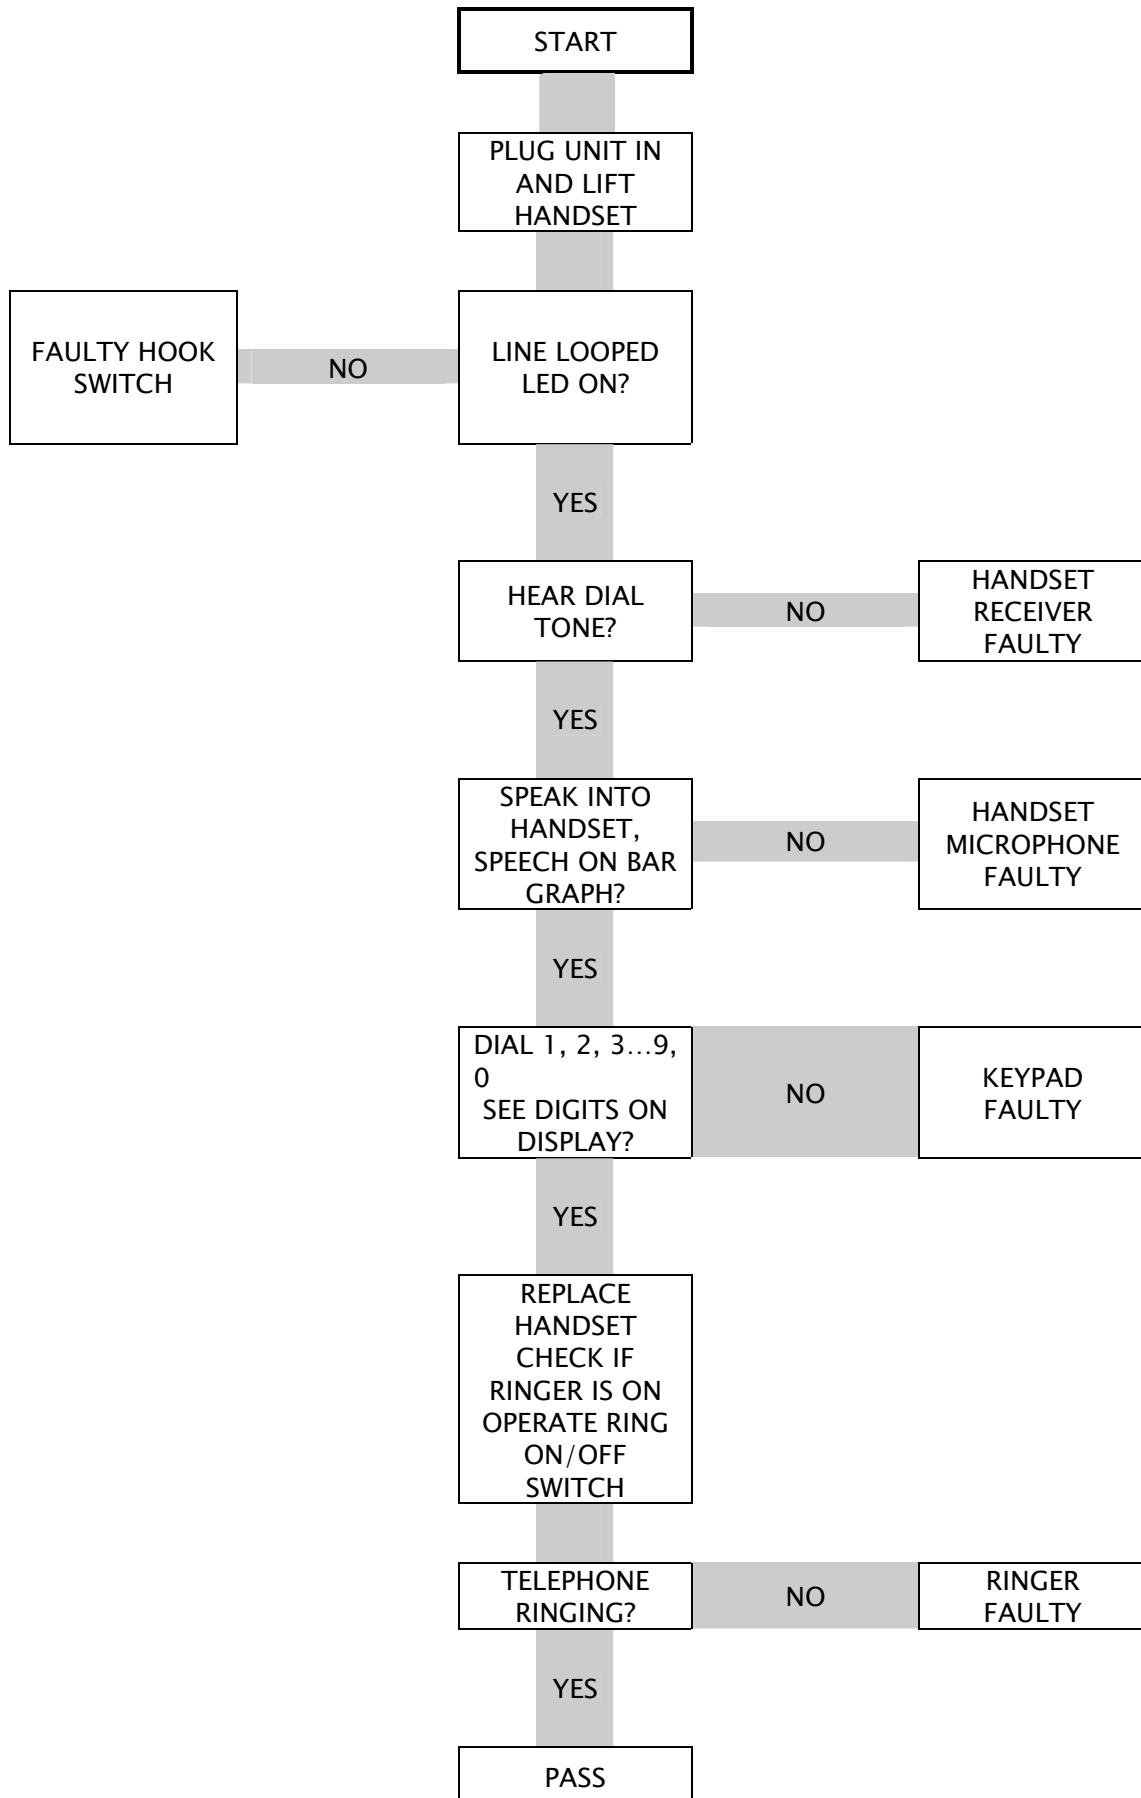 START
PLUG UNIT IN
AND LIFT
HANDSET
FAULTY HOOK
SWITCH
NO
LINE LOOPED
LED ON?
YES
HEAR DIAL
TONE?
NO
HANDSET
RECEIVER
FAULTY
YES
SPEAK INTO
HANDSET,
SPEECH ON BAR
GRAPH?
NO
HANDSET
MICROPHONE
FAULTY
YES
DIAL 1, 2, 3…9,
0
SEE DIGITS ON
DISPLAY?
NO
KEYPAD
FAULTY
YES
REPLACE
HANDSET
CHECK IF
RINGER IS ON
OPERATE RING
ON/OFF
SWITCH
TELEPHONE
RINGING?
NO
RINGER
FAULTY
YES
PASS